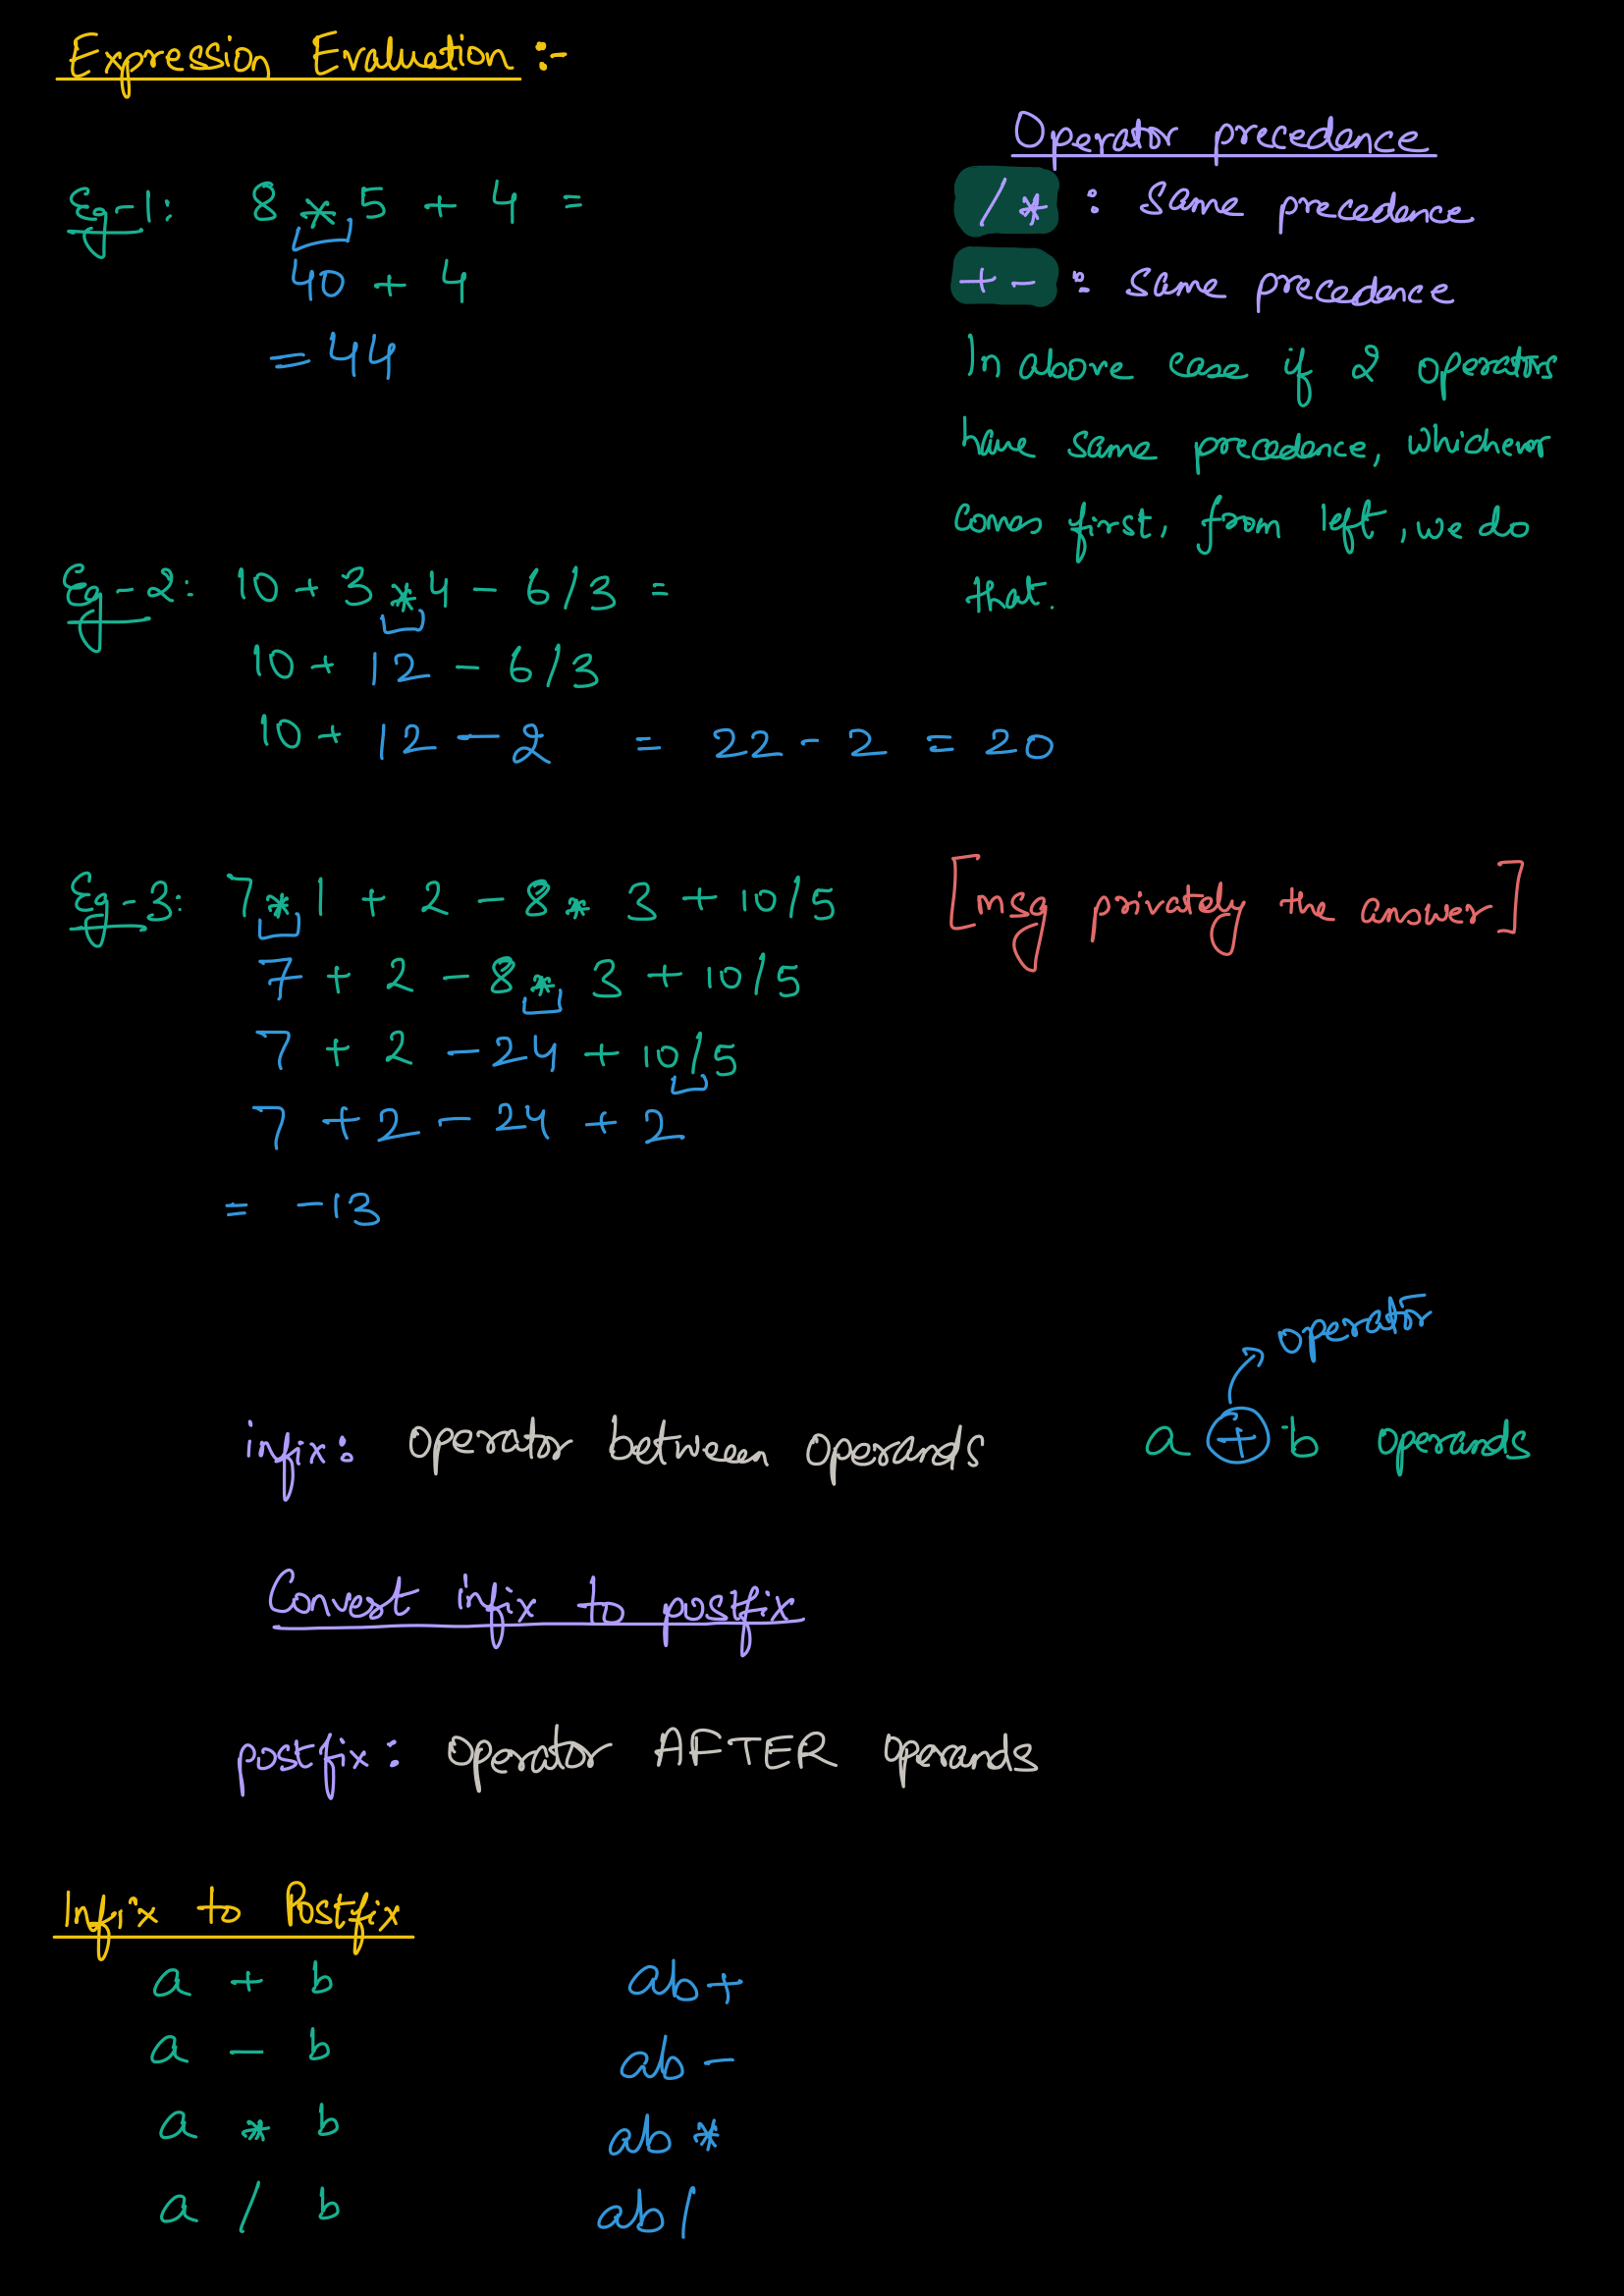 Expression Evaluation :-
Operator precedence
/ * : same precedence
+ - : same precedence
In above case if 2 operators
have same precedence, whichever
comes first, from left, we do
that.
Eg-1: 8 * 5 + 4 =
40 + 4
= 44
Eg-2: 10 + 3 * 4 - 6/3 =
10 + 12 - 6/3
10 + 12 - 2 = 22 - 2 = 20
Eg-3: 7 * 1 + 2 - 8 * 3 + 10/5 [msg privately the answer]
7 + 2 - 8 * 3 + 10/5
7 + 2 - 24 + 10/5
7 + 2 - 24 + 2
= -13
operator
infix: operator between operands a + b operands
Convert infix to postfix
postfix: operator AFTER operands
Infix to Postfix
a + b ab+
a - b ab-
a * b ab*
a / b ab/